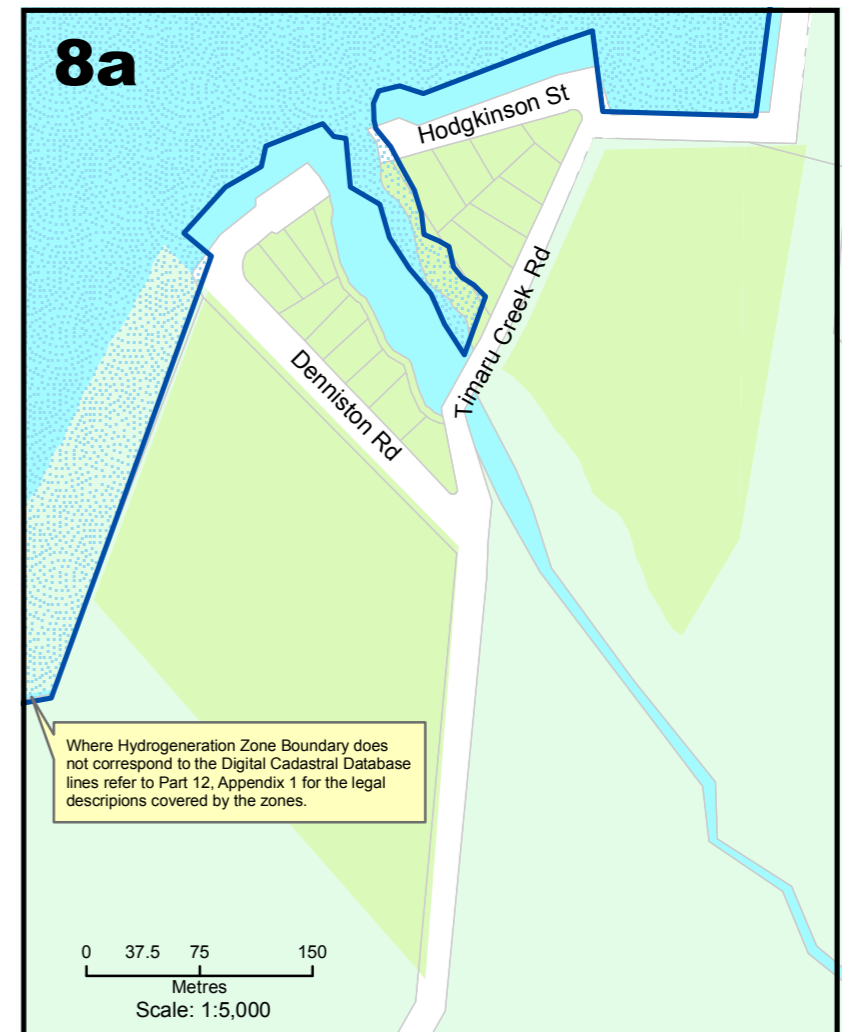 8a
Hodgkinson St
Timaru Creek Rd
Denniston Rd
Where Hydrogeneration Zone Boundary does
not correspond to the Digital Cadastral Database
lines refer to Part 12, Appendix 1 for the legal
descripions covered by the zones.
0 37.5 75 150
Metres
Scale: 1:5,000